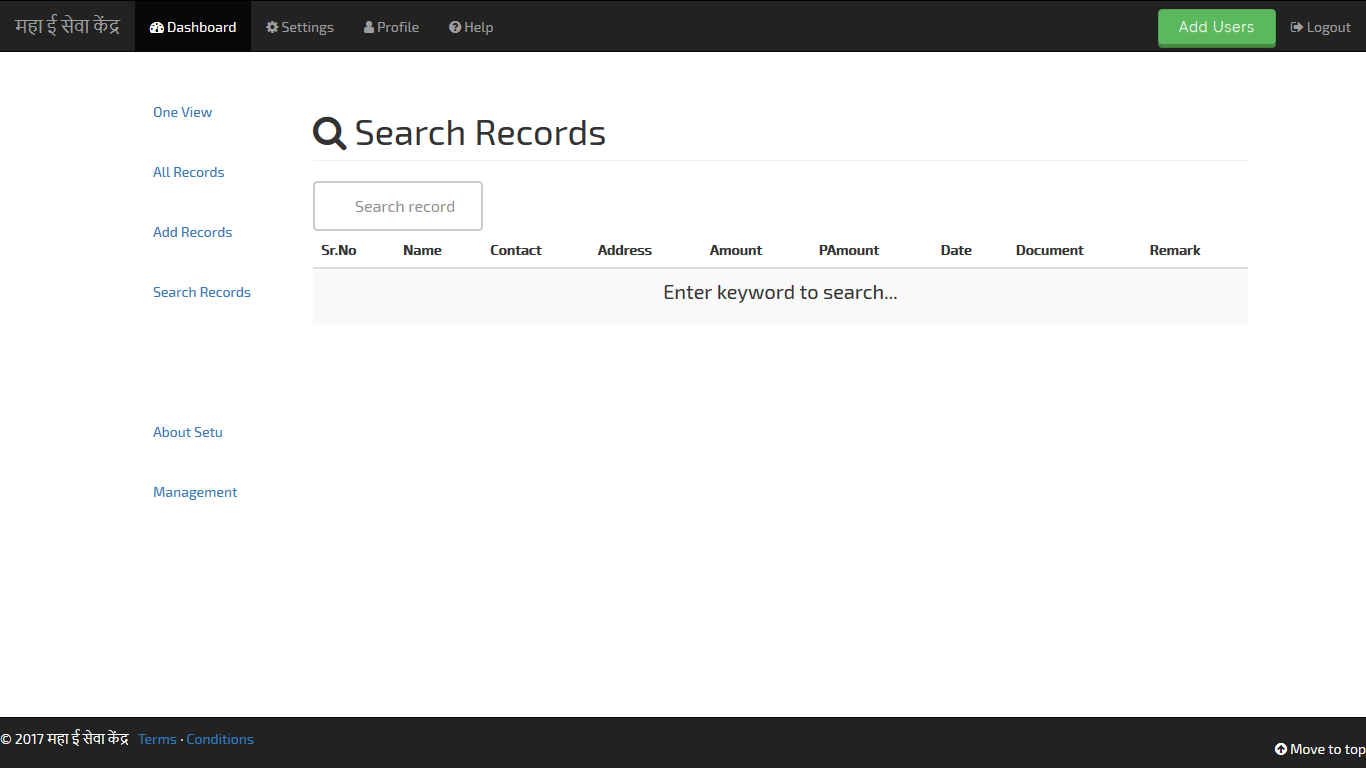 महा ई सेवा केंद्र Dashboard Settings Profile Help Add Users Logout
One View
All Records
Add Records
Search Records
About Setu
Management
Search Records
Search record
Sr.No Name Contact Address Amount PAmount Date Document Remark
Enter keyword to search...
© 2017 महा ई सेवा केंद्र Terms · Conditions
Move to top